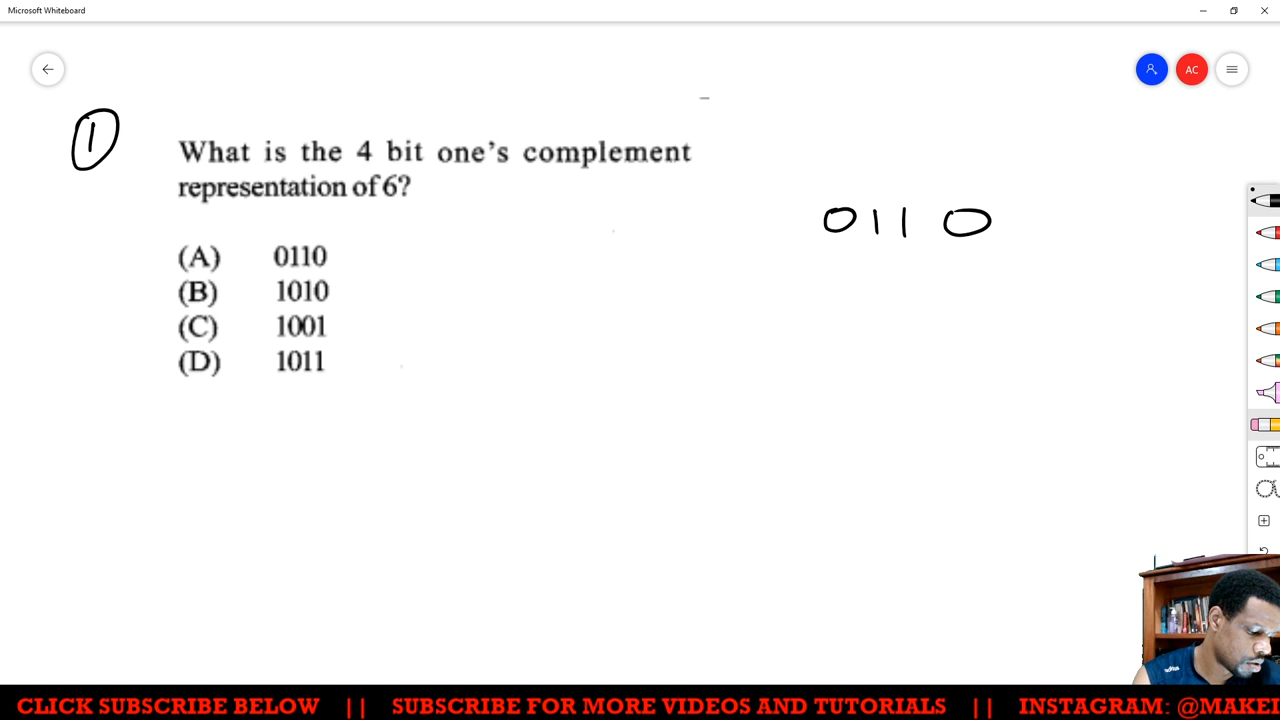 Microsoft Whiteboard
AC
1
What is the 4 bit one's complement
representation of 6?
0110
(A) 0110
(B) 1010
(C) 1001
(D) 1011
CLICK SUBSCRIBE BELOW || SUBSCRIBE FOR MORE VIDEOS AND TUTORIALS || INSTAGRAM: @MAKEI